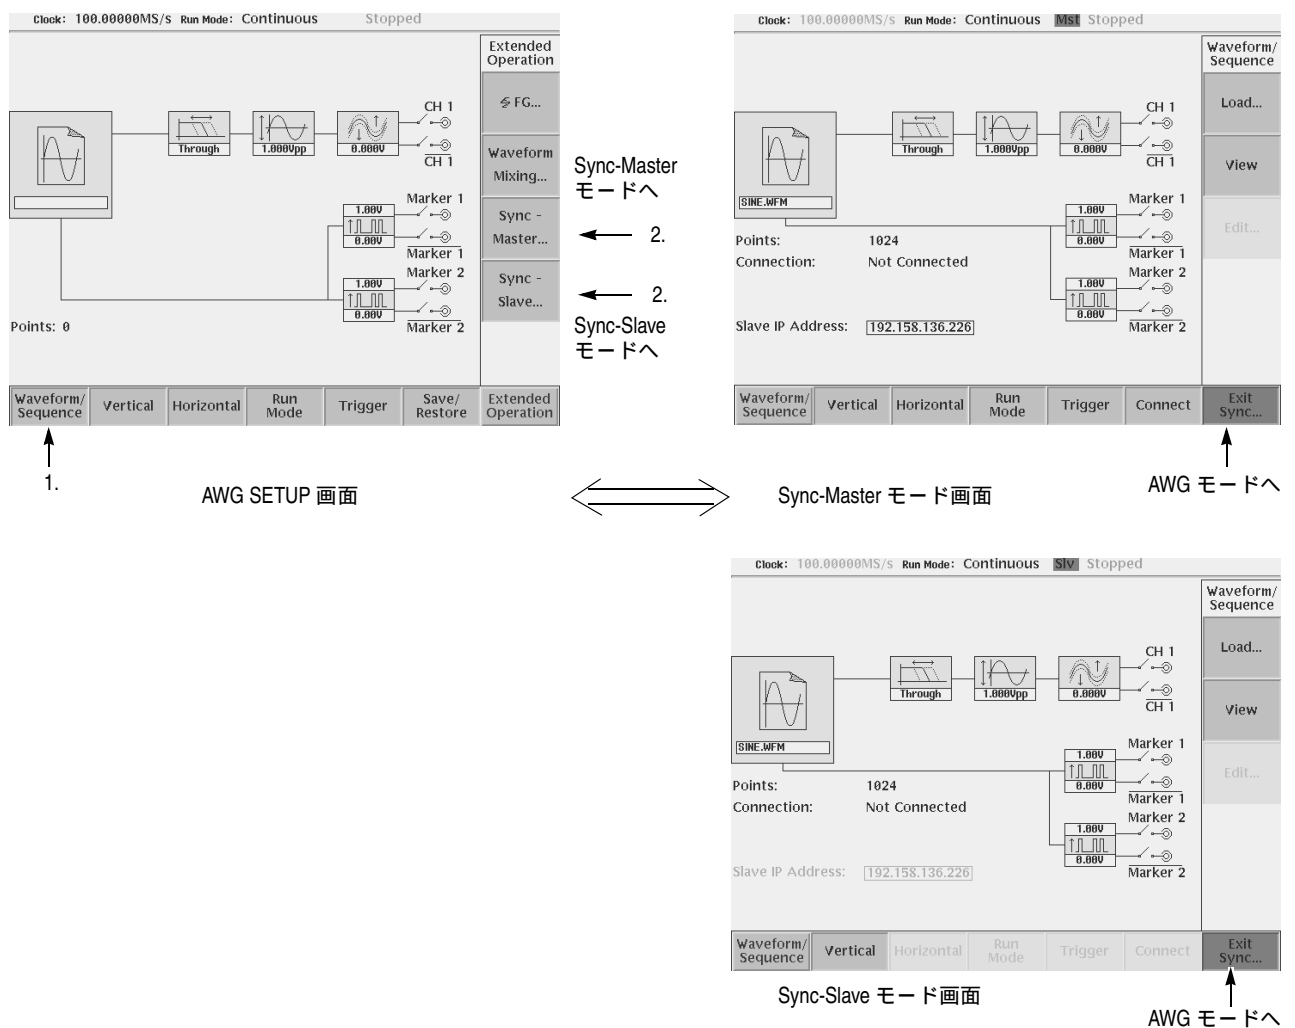 Clock: 100.00000MS/s Run Mode: Continuous Stopped
Extended
Operation
FG...
Waveform
Mixing...
Sync -
Master...
Sync -
Slave...
CH 1
CH 1
Through
1.000Vpp
0.000V
Marker 1
1.00V
0.00V
Marker 1
Marker 2
1.00V
0.00V
Marker 2
Points: 0
Waveform/
Sequence
Vertical
Horizontal
Run
Mode
Trigger
Save/
Restore
Extended
Operation
1.
AWG SETUP 画面
Sync-Master
モードへ
2.
2.
Sync-Slave
モードへ
Clock: 100.00000MS/s Run Mode: Continuous Mst Stopped
Waveform/
Sequence
Load...
View
Edit...
CH 1
CH 1
Through
1.000Vpp
0.000V
SINE.WFM
Marker 1
1.00V
0.00V
Marker 1
Marker 2
1.00V
0.00V
Marker 2
Points: 1024
Connection: Not Connected
Slave IP Address: 192.158.136.226
Waveform/
Sequence
Vertical
Horizontal
Run
Mode
Trigger
Connect
Exit
Sync...
Sync-Master モード画面
AWG モードへ
Clock: 100.00000MS/s Run Mode: Continuous Slv Stopped
Waveform/
Sequence
Load...
View
Edit...
CH 1
CH 1
Through
1.000Vpp
0.000V
SINE.WFM
Marker 1
1.00V
0.00V
Marker 1
Marker 2
1.00V
0.00V
Marker 2
Points: 1024
Connection: Not Connected
Slave IP Address: 192.158.136.226
Waveform/
Sequence
Vertical
Horizontal
Run
Mode
Trigger
Connect
Exit
Sync...
Sync-Slave モード画面
AWG モードへ